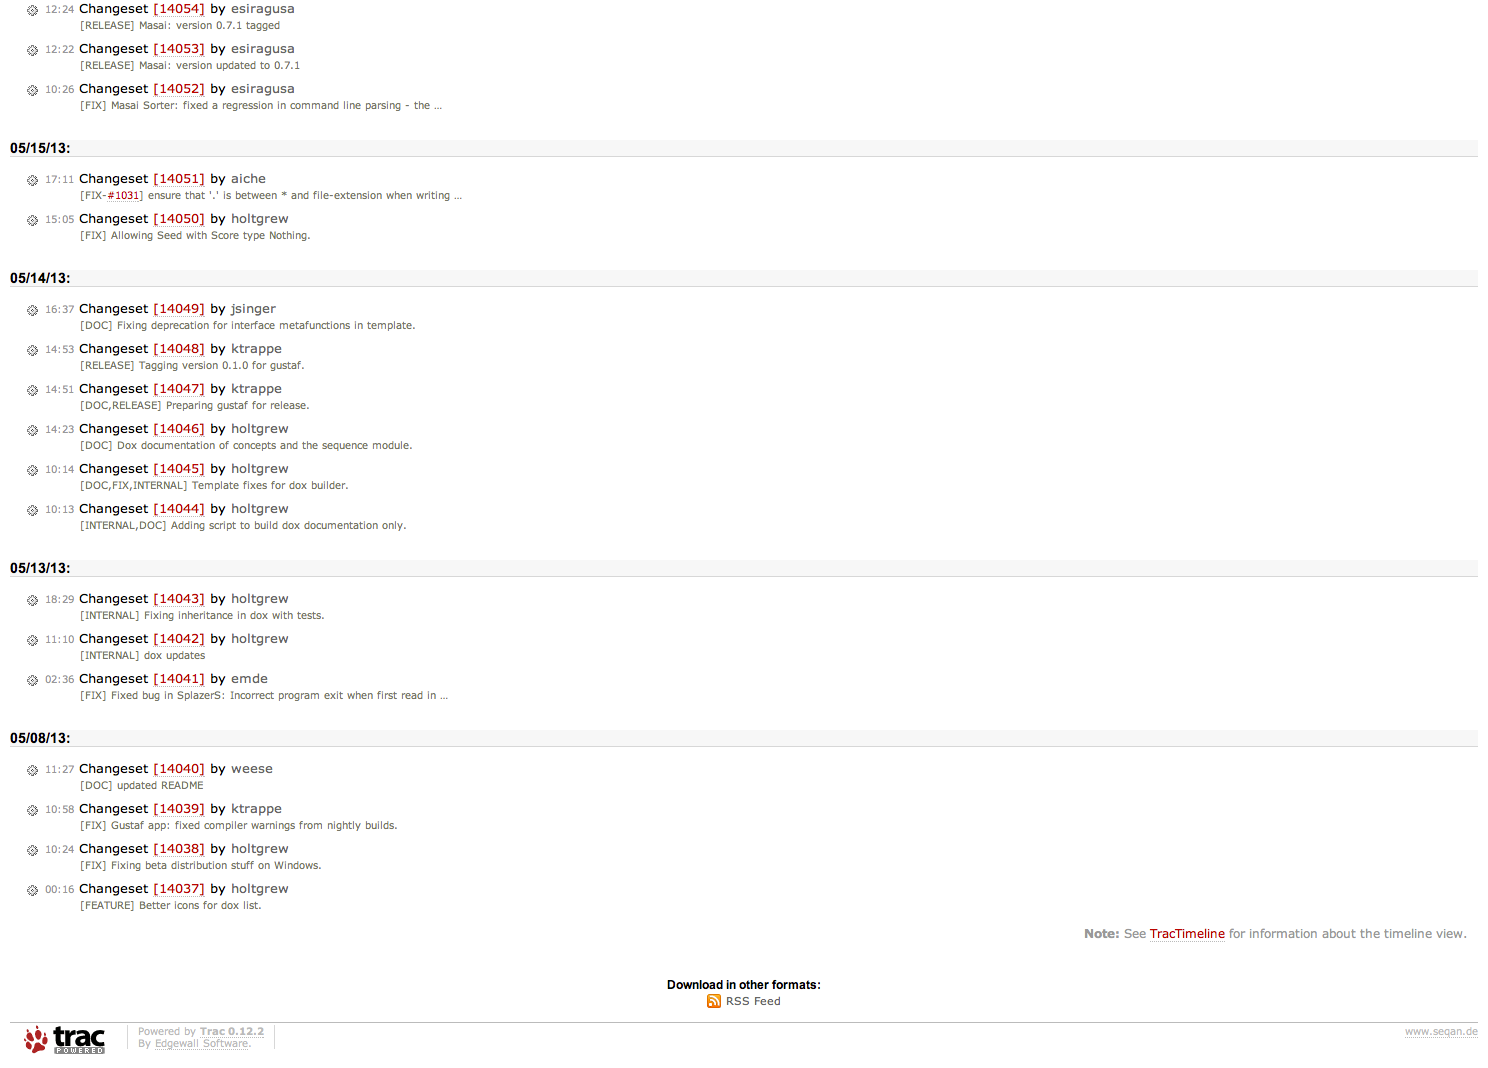 12:24 Changeset [14054] by esiragusa
[RELEASE] Masai: version 0.7.1 tagged
12:22 Changeset [14053] by esiragusa
[RELEASE] Masai: version updated to 0.7.1
10:26 Changeset [14052] by esiragusa
[FIX] Masai Sorter: fixed a regression in command line parsing - the …
05/15/13:
17:11 Changeset [14051] by aiche
[FIX-#1031] ensure that '.' is between * and file-extension when writing …
15:05 Changeset [14050] by holtgrew
[FIX] Allowing Seed with Score type Nothing.
05/14/13:
16:37 Changeset [14049] by jsinger
[DOC] Fixing deprecation for interface metafunctions in template.
14:53 Changeset [14048] by ktrappe
[RELEASE] Tagging version 0.1.0 for gustaf.
14:51 Changeset [14047] by ktrappe
[DOC,RELEASE] Preparing gustaf for release.
14:23 Changeset [14046] by holtgrew
[DOC] Dox documentation of concepts and the sequence module.
10:14 Changeset [14045] by holtgrew
[DOC,FIX,INTERNAL] Template fixes for dox builder.
10:13 Changeset [14044] by holtgrew
[INTERNAL,DOC] Adding script to build dox documentation only.
05/13/13:
18:29 Changeset [14043] by holtgrew
[INTERNAL] Fixing inheritance in dox with tests.
11:10 Changeset [14042] by holtgrew
[INTERNAL] dox updates
02:36 Changeset [14041] by emde
[FIX] Fixed bug in SplazerS: Incorrect program exit when first read in …
05/08/13:
11:27 Changeset [14040] by weese
[DOC] updated README
10:58 Changeset [14039] by ktrappe
[FIX] Gustaf app: fixed compiler warnings from nightly builds.
10:24 Changeset [14038] by holtgrew
[FIX] Fixing beta distribution stuff on Windows.
00:16 Changeset [14037] by holtgrew
[FEATURE] Better icons for dox list.
Note: See TracTimeline for information about the timeline view.
Download in other formats:
RSS Feed
trac
POWERED
Powered by Trac 0.12.2
By Edgewall Software.
www.seqan.de